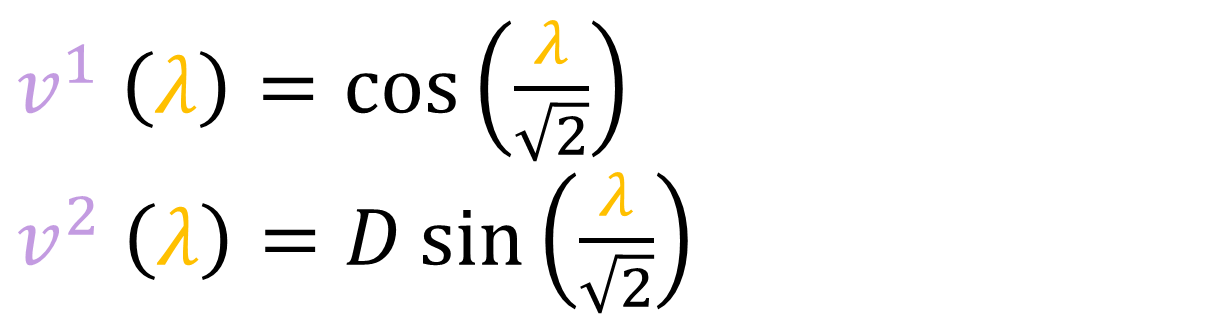 v¹ (λ) = cos(λ/√2)
v² (λ) = D sin(λ/√2)